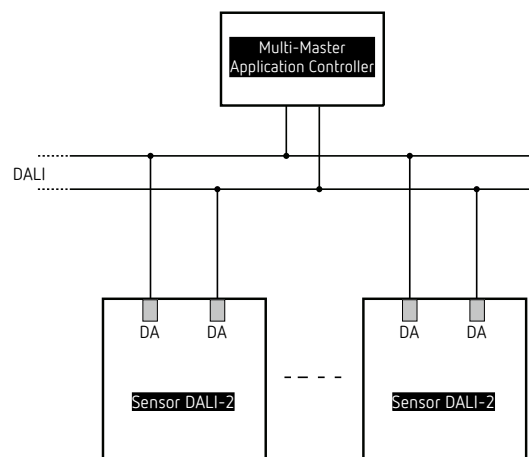 Multi-Master
Application Controller
DALI
DA DA DA DA
Sensor DALI-2 Sensor DALI-2